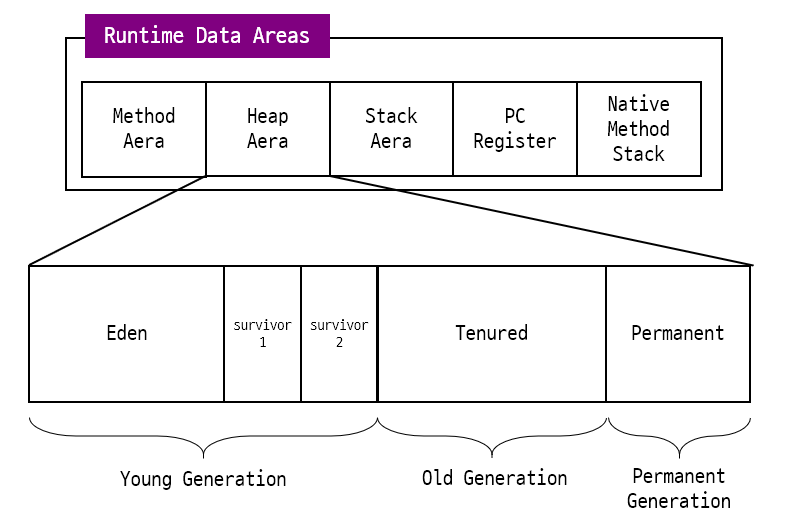 Runtime Data Areas
Method
Aera
Heap
Aera
Stack
Aera
PC
Register
Native
Method
Stack
Eden
survivor
1
survivor
2
Tenured
Permanent
Young Generation
Old Generation
Permanent
Generation